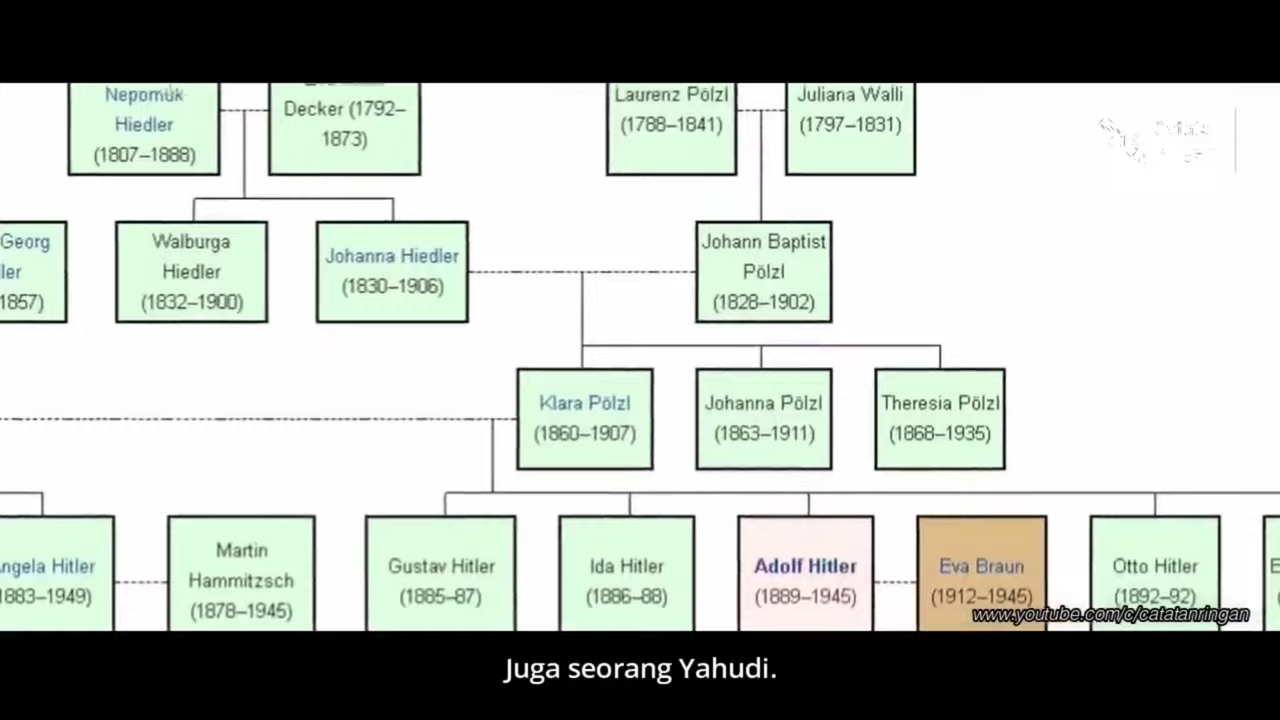 Nepomuk
Hiedler
(1807–1888)
Decker (1792–
1873)
Laurenz Pölzl
(1788–1841)
Juliana Walli
(1797–1831)
Georg
ler
1857)
Walburga
Hiedler
(1832–1900)
Johanna Hiedler
(1830–1906)
Johann Baptist
Pölzl
(1828–1902)
Klara Pölzl
(1860–1907)
Johanna Pölzl
(1863–1911)
Theresia Pölzl
(1868–1935)
Angela Hitler
1883–1949)
Martin
Hammitzsch
(1878–1945)
Gustav Hitler
(1885–87)
Ida Hitler
(1886–88)
Adolf Hitler
(1889–1945)
Eva Braun
(1912–1945)
Otto Hitler
(1892–92)
www.youtube.com/c/catatanringan
Juga seorang Yahudi.